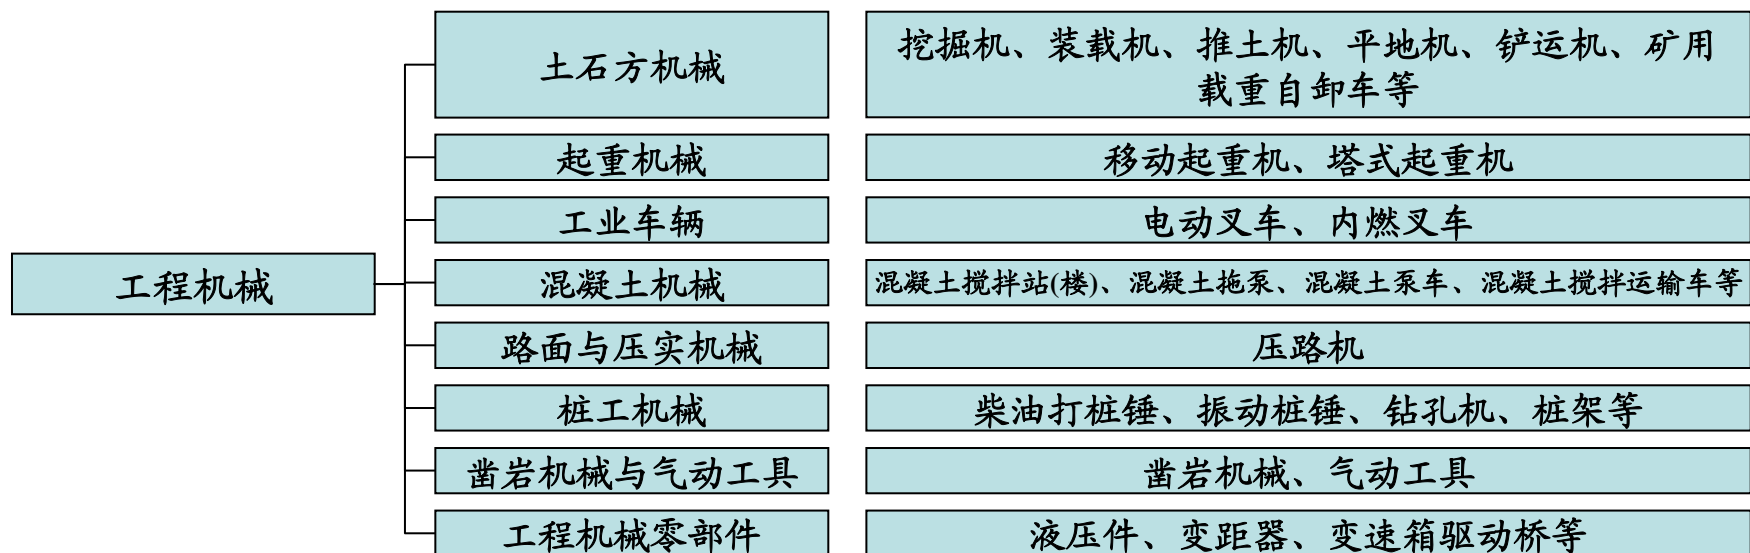 工程机械
土石方机械
挖掘机、装载机、推土机、平地机、铲运机、矿用
载重自卸车等
起重机械
移动起重机、塔式起重机
工业车辆
电动叉车、内燃叉车
混凝土机械
混凝土搅拌站(楼)、混凝土拖泵、混凝土泵车、混凝土搅拌运输车等
路面与压实机械
压路机
桩工机械
柴油打桩锤、振动桩锤、钻孔机、桩架等
凿岩机械与气动工具
凿岩机械、气动工具
工程机械零部件
液压件、变距器、变速箱驱动桥等